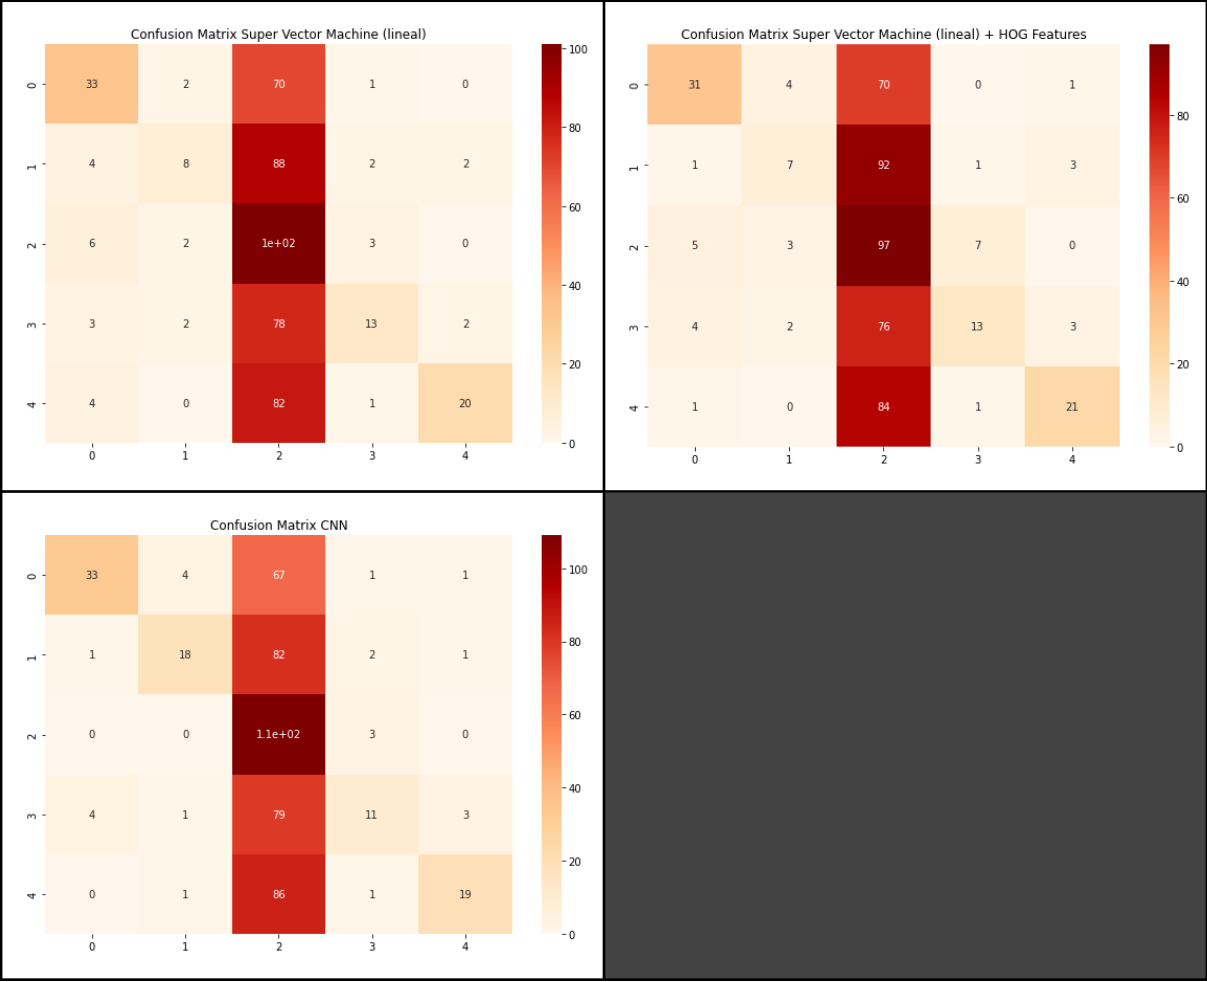 Confusion Matrix Super Vector Machine (lineal)
0 33 2 70 1 0
1 4 8 88 2 2
2 6 2 1e+02 3 0
3 3 2 78 13 2
4 4 0 82 1 20
0 1 2 3 4
100
80
60
40
20
0
Confusion Matrix Super Vector Machine (lineal) + HOG Features
0 31 4 70 0 1
1 1 7 92 1 3
2 5 3 97 7 0
3 4 2 76 13 3
4 1 0 84 1 21
0 1 2 3 4
80
60
40
20
0
Confusion Matrix CNN
0 33 4 67 1 1
1 1 18 82 2 1
2 0 0 1.1e+02 3 0
3 4 1 79 11 3
4 0 1 86 1 19
0 1 2 3 4
100
80
60
40
20
0